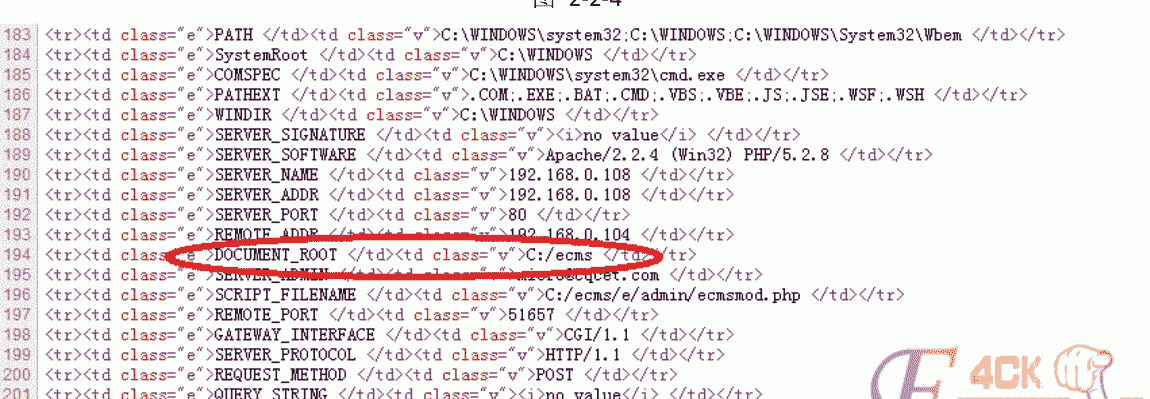 图 2-2-4
183 <tr><td class="e">PATH </td><td class="v">C:\WINDOWS\system32;C:\WINDOWS;C:\WINDOWS\System32\Wbem </td></tr>
184 <tr><td class="e">SystemRoot </td><td class="v">C:\WINDOWS </td></tr>
185 <tr><td class="e">COMSPEC </td><td class="v">C:\WINDOWS\system32\cmd.exe </td></tr>
186 <tr><td class="e">PATHEXT </td><td class="v">.COM;.EXE;.BAT;.CMD;.VBS;.VBE;.JS;.JSE;.WSF;.WSH </td></tr>
187 <tr><td class="e">WINDIR </td><td class="v">C:\WINDOWS </td></tr>
188 <tr><td class="e">SERVER_SIGNATURE </td><td class="v"><i>no value</i> </td></tr>
189 <tr><td class="e">SERVER_SOFTWARE </td><td class="v">Apache/2.2.4 (Win32) PHP/5.2.8 </td></tr>
190 <tr><td class="e">SERVER_NAME </td><td class="v">192.168.0.108 </td></tr>
191 <tr><td class="e">SERVER_ADDR </td><td class="v">192.168.0.108 </td></tr>
192 <tr><td class="e">SERVER_PORT </td><td class="v">80 </td></tr>
193 <tr><td class="e">REMOTE_ADDR </td><td class="v">192.168.0.104 </td></tr>
194 <tr><td class="e">DOCUMENT_ROOT </td><td class="v">C:/ecms </td></tr>
195 <tr><td class="e">SERVER_ADMIN </td><td class="v"> </td></tr>
196 <tr><td class="e">SCRIPT_FILENAME </td><td class="v">C:/ecms/e/admin/ecmsmod.php </td></tr>
197 <tr><td class="e">REMOTE_PORT </td><td class="v">51657 </td></tr>
198 <tr><td class="e">GATEWAY_INTERFACE </td><td class="v">CGI/1.1 </td></tr>
199 <tr><td class="e">SERVER_PROTOCOL </td><td class="v">HTTP/1.1 </td></tr>
200 <tr><td class="e">REQUEST_METHOD </td><td class="v">POST </td></tr>
201 <tr><td class="e">QUERY_STRING </td><td class="v"><i>no value</i> </td></tr>
F4CK